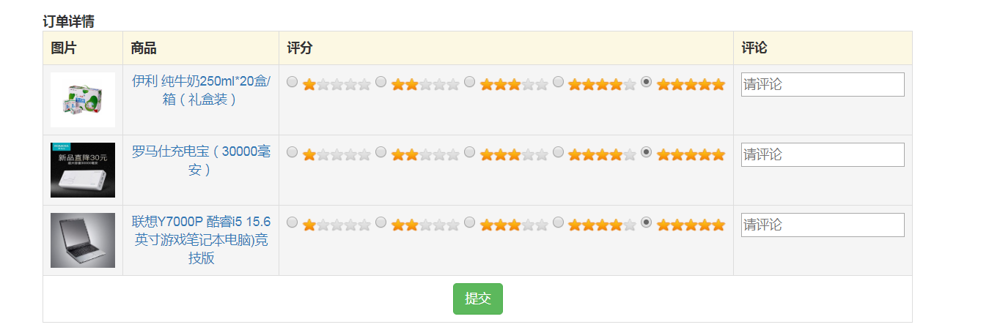 订单详情
图片 商品 评分 评论
伊利 纯牛奶250ml*20盒/
箱（礼盒装）
请评论
新品直降30元
罗马仕充电宝（30000毫
安）
请评论
联想Y7000P 酷睿i5 15.6
英寸游戏笔记本电脑)竞
技版
请评论
提交